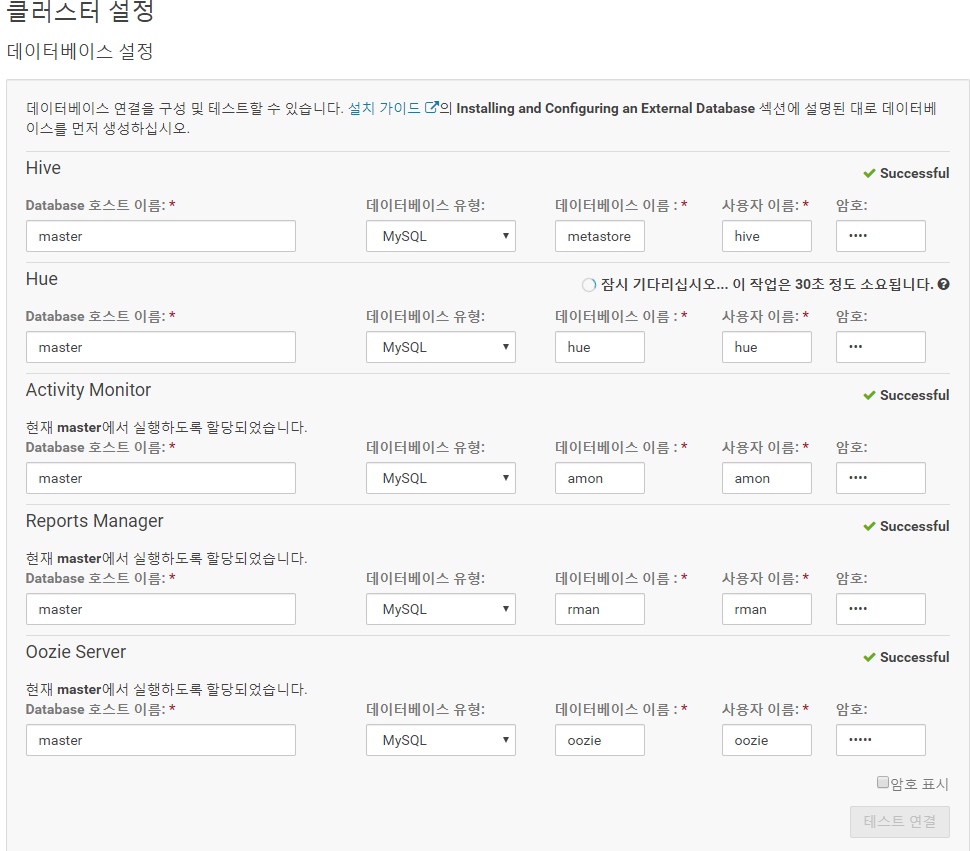 클러스터 설정
데이터베이스 설정
데이터베이스 연결을 구성 및 테스트할 수 있습니다. 설치 가이드의 Installing and Configuring an External Database 섹션에 설명된 대로 데이터베
이스를 먼저 생성하십시오.
Hive
Successful
Database 호스트 이름: * 데이터베이스 유형: 데이터베이스 이름 : * 사용자 이름: * 암호:
master MySQL metastore hive ••••
Hue
잠시 기다리십시오... 이 작업은 30초 정도 소요됩니다.
Database 호스트 이름: * 데이터베이스 유형: 데이터베이스 이름 : * 사용자 이름: * 암호:
master MySQL hue hue •••
Activity Monitor
Successful
현재 master에서 실행하도록 할당되었습니다.
Database 호스트 이름: * 데이터베이스 유형: 데이터베이스 이름 : * 사용자 이름: * 암호:
master MySQL amon amon ••••
Reports Manager
Successful
현재 master에서 실행하도록 할당되었습니다.
Database 호스트 이름: * 데이터베이스 유형: 데이터베이스 이름 : * 사용자 이름: * 암호:
master MySQL rman rman ••••
Oozie Server
Successful
현재 master에서 실행하도록 할당되었습니다.
Database 호스트 이름: * 데이터베이스 유형: 데이터베이스 이름 : * 사용자 이름: * 암호:
master MySQL oozie oozie •••••
암호 표시
테스트 연결